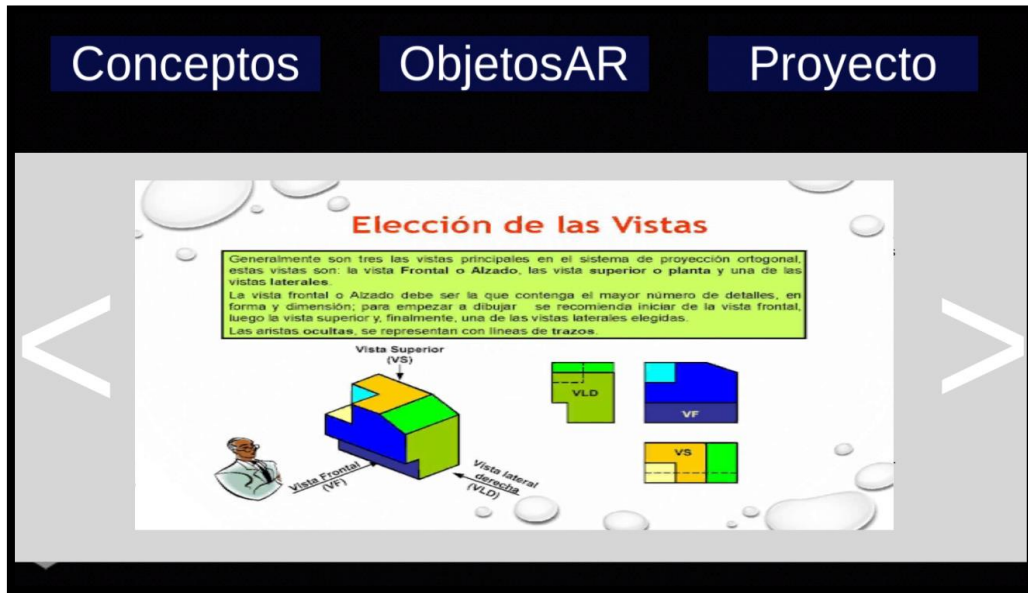 Conceptos
ObjetosAR
Proyecto
<
>
Elección de las Vistas
Generalmente son tres las vistas principales en el sistema de proyección ortogonal,
estas vistas son: la vista Frontal o Alzado, las vista superior o planta y una de las
vistas laterales.
La vista frontal o Alzado debe ser la que contenga el mayor número de detalles, en
forma y dimensión; para empezar a dibujar se recomienda iniciar de la vista frontal,
luego la vista superior y, finalmente, una de las vistas laterales elegidas.
Las aristas ocultas, se representan con líneas de trazos.
Vista Superior
(VS)
VLD
VF
VS
Vista Frontal
(VF)
Vista lateral
derecha
(VLD)